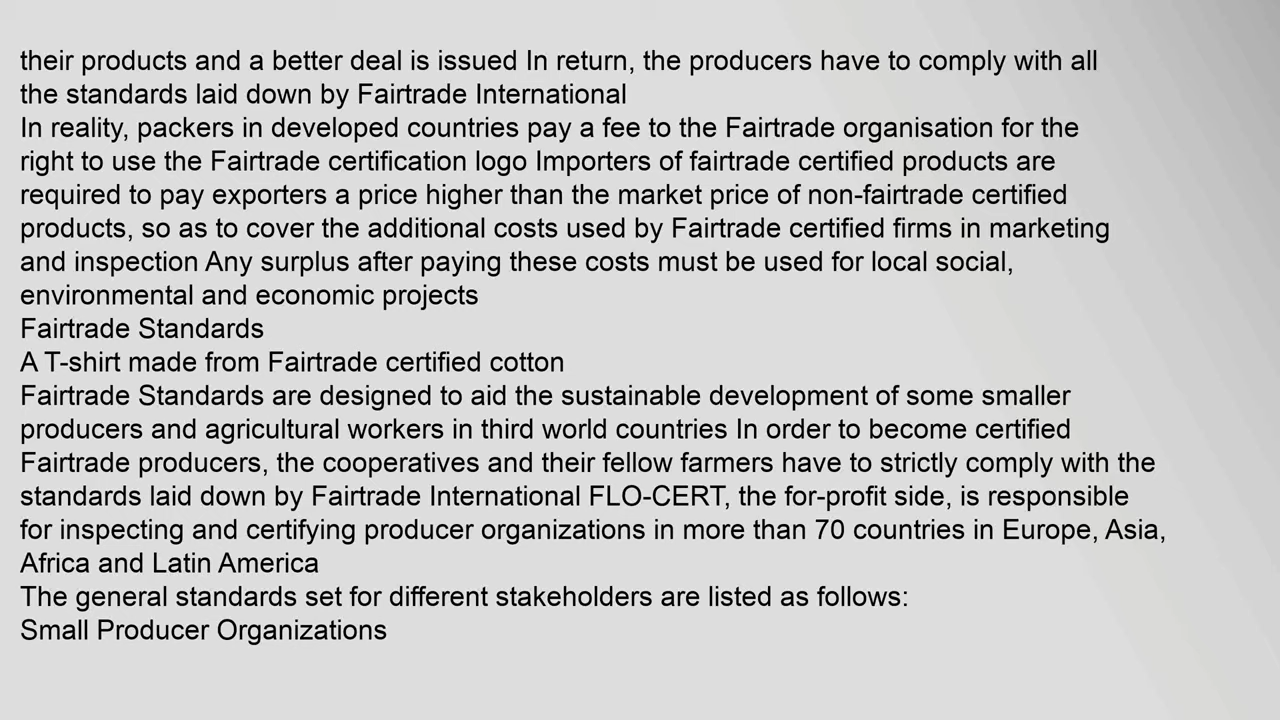 their products and a better deal is issued In return, the producers have to comply with all
the standards laid down by Fairtrade International
In reality, packers in developed countries pay a fee to the Fairtrade organisation for the
right to use the Fairtrade certification logo Importers of fairtrade certified products are
required to pay exporters a price higher than the market price of non-fairtrade certified
products, so as to cover the additional costs used by Fairtrade certified firms in marketing
and inspection Any surplus after paying these costs must be used for local social,
environmental and economic projects
Fairtrade Standards
A T-shirt made from Fairtrade certified cotton
Fairtrade Standards are designed to aid the sustainable development of some smaller
producers and agricultural workers in third world countries In order to become certified
Fairtrade producers, the cooperatives and their fellow farmers have to strictly comply with the
standards laid down by Fairtrade International FLO-CERT, the for-profit side, is responsible
for inspecting and certifying producer organizations in more than 70 countries in Europe, Asia,
Africa and Latin America
The general standards set for different stakeholders are listed as follows:
Small Producer Organizations